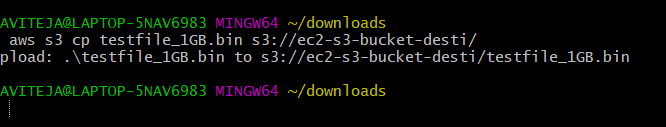 AVITEJA@LAPTOP-5NAV6983 MINGW64 ~/downloads
aws s3 cp testfile_1GB.bin s3://ec2-s3-bucket-desti/
pload: .\testfile_1GB.bin to s3://ec2-s3-bucket-desti/testfile_1GB.bin
AVITEJA@LAPTOP-5NAV6983 MINGW64 ~/downloads